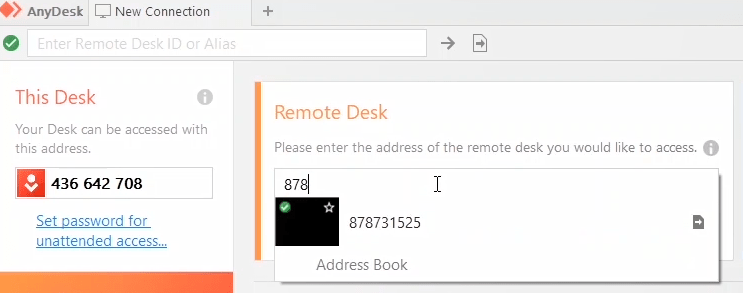 AnyDesk
New Connection
+
Enter Remote Desk ID or Alias
This Desk
Your Desk can be accessed with
this address.
436 642 708
Set password for
unattended access...
Remote Desk
Please enter the address of the remote desk you would like to access.
878
878731525
Address Book